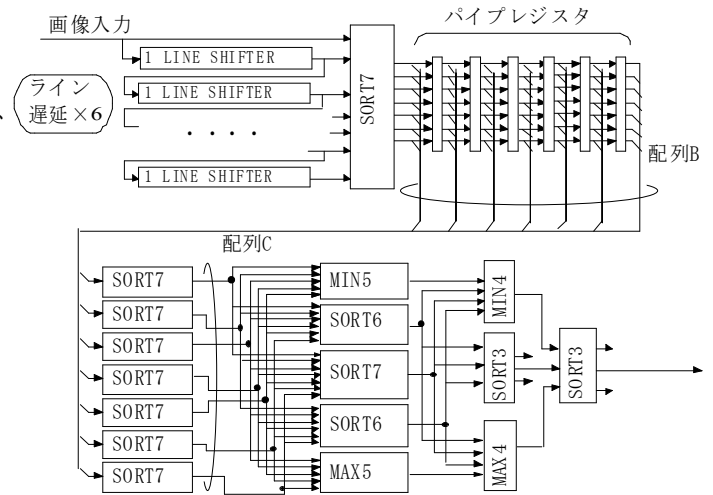 画像入力
パイプレジスタ
1 LINE SHIFTER
ライン
遅延×6
1 LINE SHIFTER
SORT7
・・・・
1 LINE SHIFTER
配列B
配列C
SORT7
SORT7
SORT7
SORT7
SORT7
SORT7
SORT7
MIN5
SORT6
SORT7
SORT6
MAX5
MIN4
SORT3
MAX4
SORT3